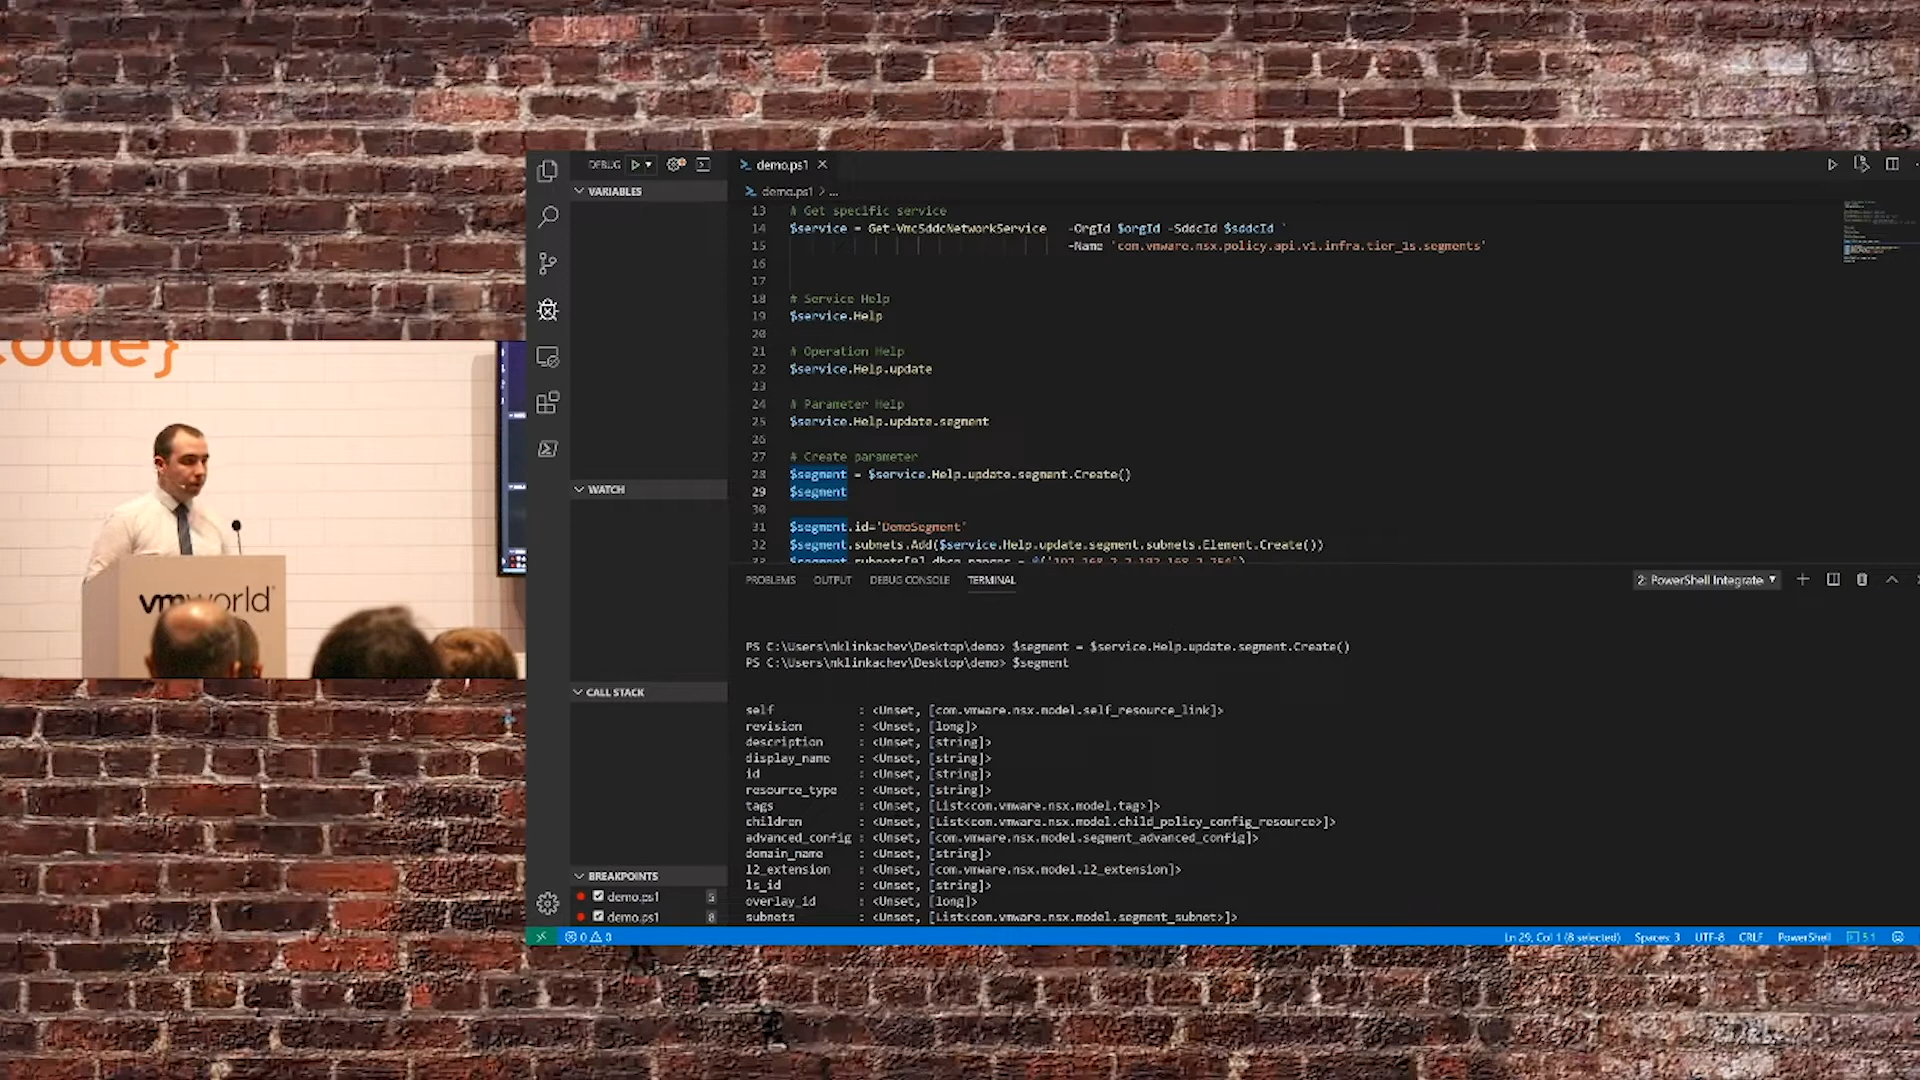 Code}
vmworld
DEBUG
VARIABLES
WATCH
CALL STACK
BREAKPOINTS
demo.ps1 5
demo.ps1 8
demo.ps1
demo.ps1 > ...
13 # Get specific service
14 $service = Get-VmcSddcNetworkService -OrgId $orgId -SddcId $sddcId `
15 -Name 'com.vmware.nsx.policy.api.v1.infra.tier_1s.segments'
16
17
18 # Service Help
19 $service.Help
20
21 # Operation Help
22 $service.Help.update
23
24 # Parameter Help
25 $service.Help.update.segment
26
27 # Create parameter
28 $segment = $service.Help.update.segment.Create()
29 $segment
30
31 $segment.id='DemoSegment'
32 $segment.subnets.Add($service.Help.update.segment.subnets.Element.Create())
PROBLEMS OUTPUT DEBUG CONSOLE TERMINAL 2: PowerShell Integrate
PS C:\Users\nklinkachev\Desktop\demo> $segment = $service.Help.update.segment.Create()
PS C:\Users\nklinkachev\Desktop\demo> $segment
self : <Unset, [com.vmware.nsx.model.self_resource_link]>
revision : <Unset, [long]>
description : <Unset, [string]>
display_name : <Unset, [string]>
id : <Unset, [string]>
resource_type : <Unset, [string]>
tags : <Unset, [List<com.vmware.nsx.model.tag>]>
children : <Unset, [List<com.vmware.nsx.model.child_policy_config_resource>]>
advanced_config : <Unset, [com.vmware.nsx.model.segment_advanced_config]>
domain_name : <Unset, [string]>
l2_extension : <Unset, [com.vmware.nsx.model.l2_extension]>
ls_id : <Unset, [string]>
overlay_id : <Unset, [long]>
subnets : <Unset, [List<com.vmware.nsx.model.segment_subnet>]>
0 0 Ln 29, Col 1 (8 selected) Spaces: 3 UTF-8 CRLF PowerShell 5.1